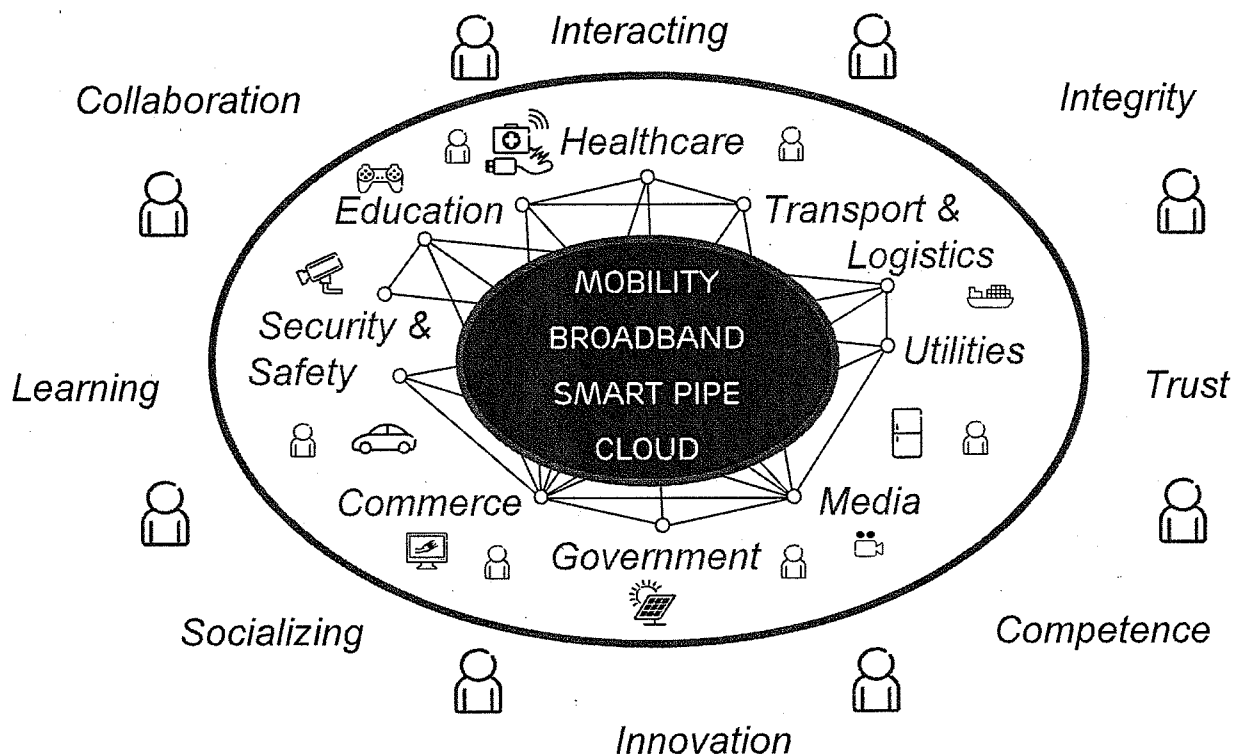 Interacting
Collaboration
Integrity
Healthcare
Education
Transport &
Logistics
MOBILITY
BROADBAND
SMART PIPE
CLOUD
Security &
Safety
Utilities
Learning
Trust
Commerce
Media
Government
Socializing
Competence
Innovation